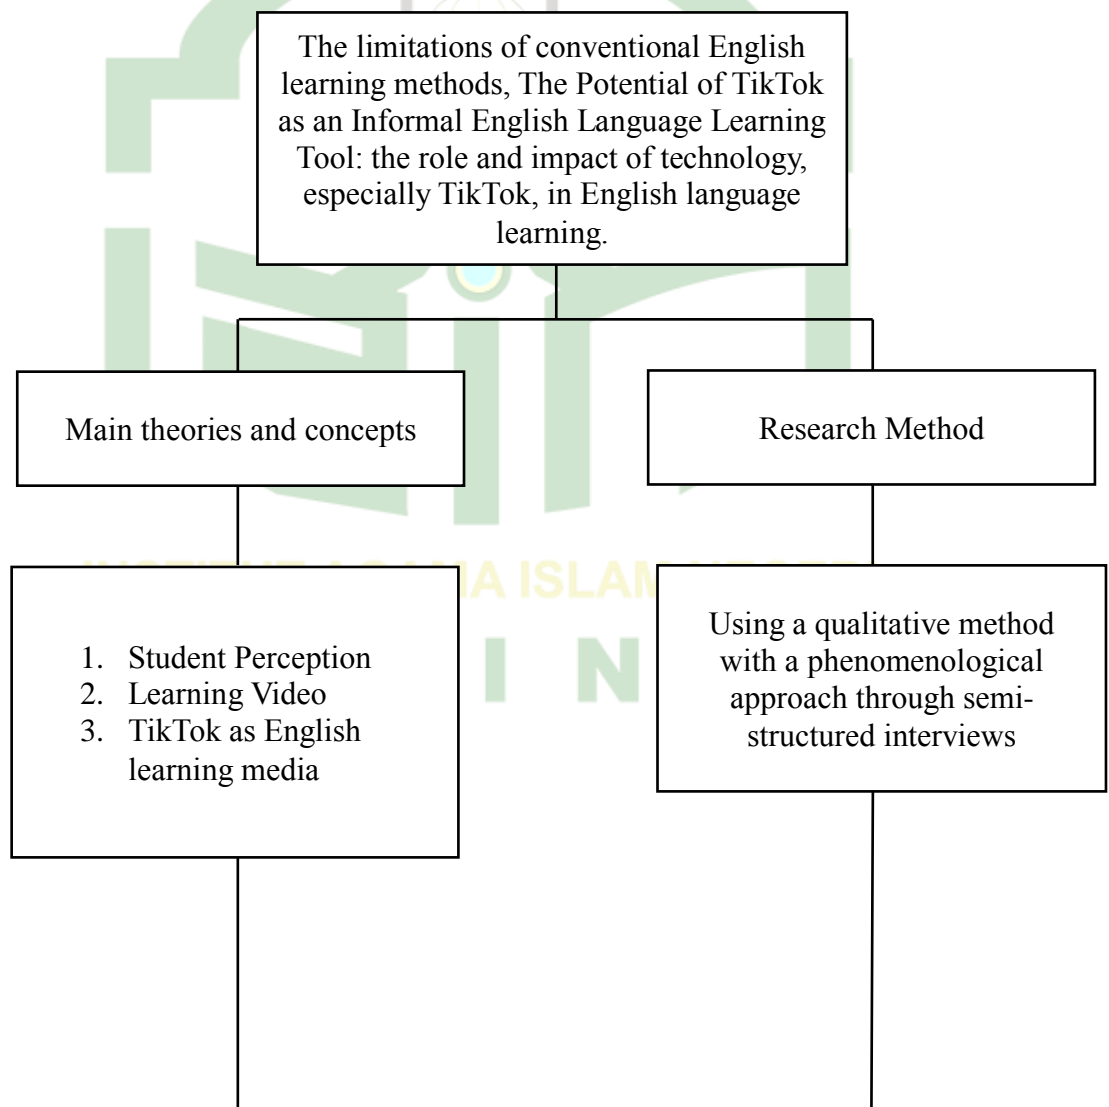 The limitations of conventional English
learning methods, The Potential of TikTok
as an Informal English Language Learning
Tool: the role and impact of technology,
especially TikTok, in English language
learning.
Main theories and concepts
Research Method
1. Student Perception
2. Learning Video
3. TikTok as English
learning media
Using a qualitative method
with a phenomenological
approach through semi-
structured interviews
ISLAM
I N